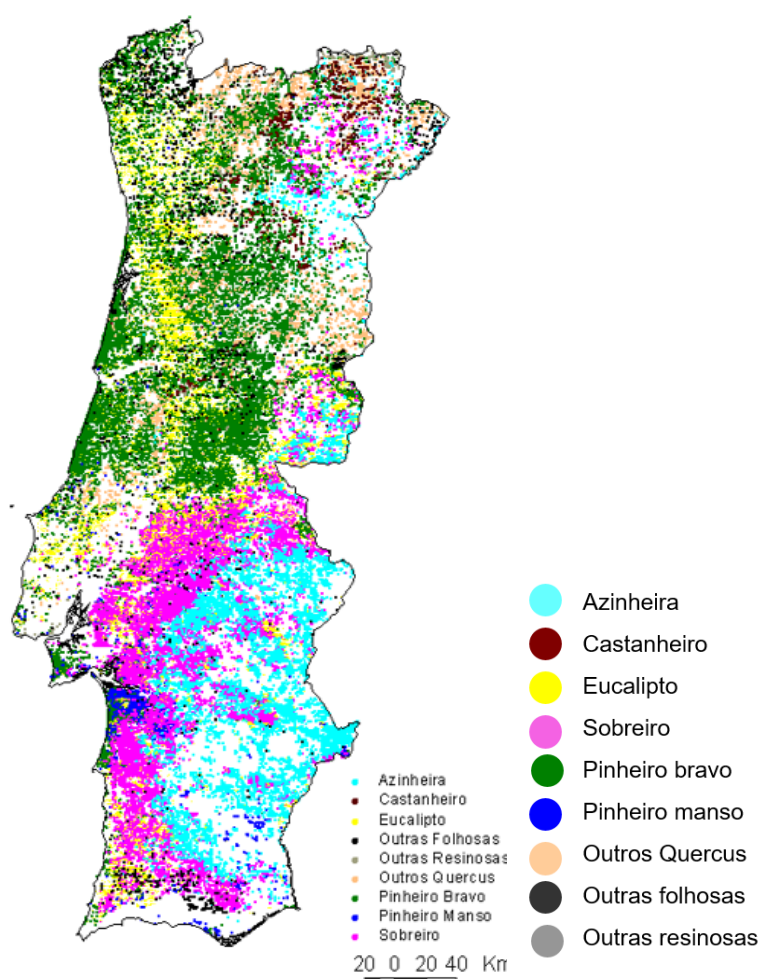 Azinheira
Castanheiro
Eucalipto
Outras Folhosas
Outras Resinosas
Outros Quercus
Pinheiro Bravo
Pinheiro Manso
Sobreiro
20 0 20 40 Km
Azinheira
Castanheiro
Eucalipto
Sobreiro
Pinheiro bravo
Pinheiro manso
Outros Quercus
Outras folhosas
Outras resinosas